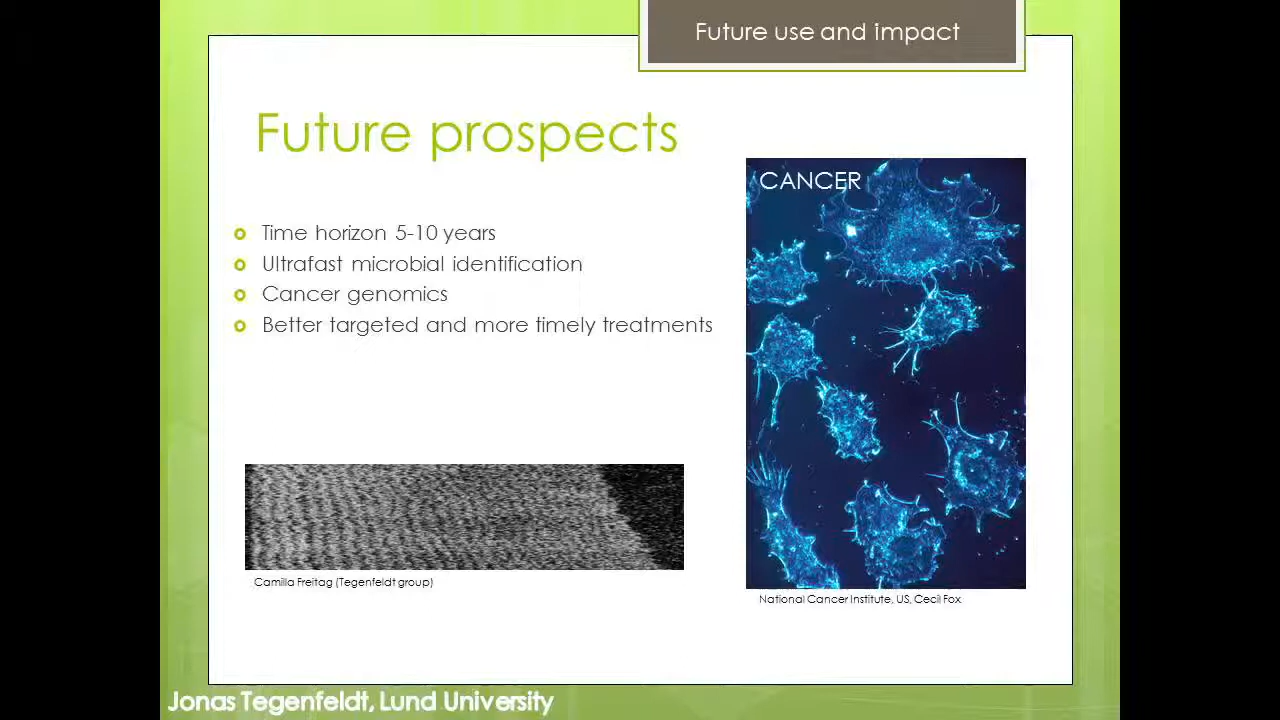 Future use and impact
Future prospects
CANCER
Time horizon 5-10 years
Ultrafast microbial identification
Cancer genomics
Better targeted and more timely treatments
Camilla Freitag (Tegenfeldt group)
National Cancer Institute, US, Cecil Fox
Jonas Tegenfeldt, Lund University